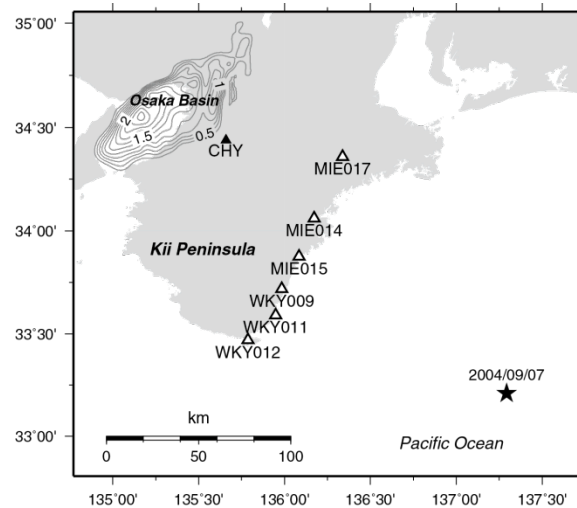 35°00'
34°30'
34°00'
33°30'
33°00'
Osaka Basin
1
2
1.5
0.5
CHY
MIE017
MIE014
Kii Peninsula
MIE015
WKY009
WKY011
WKY012
2004/09/07
km
0 50 100
Pacific Ocean
135°00' 135°30' 136°00' 136°30' 137°00' 137°30'